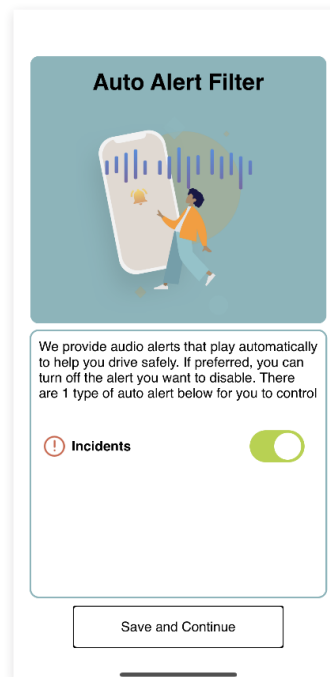 Auto Alert Filter
We provide audio alerts that play automatically
to help you drive safely. If preferred, you can
turn off the alert you want to disable. There
are 1 type of auto alert below for you to control
Incidents
Save and Continue